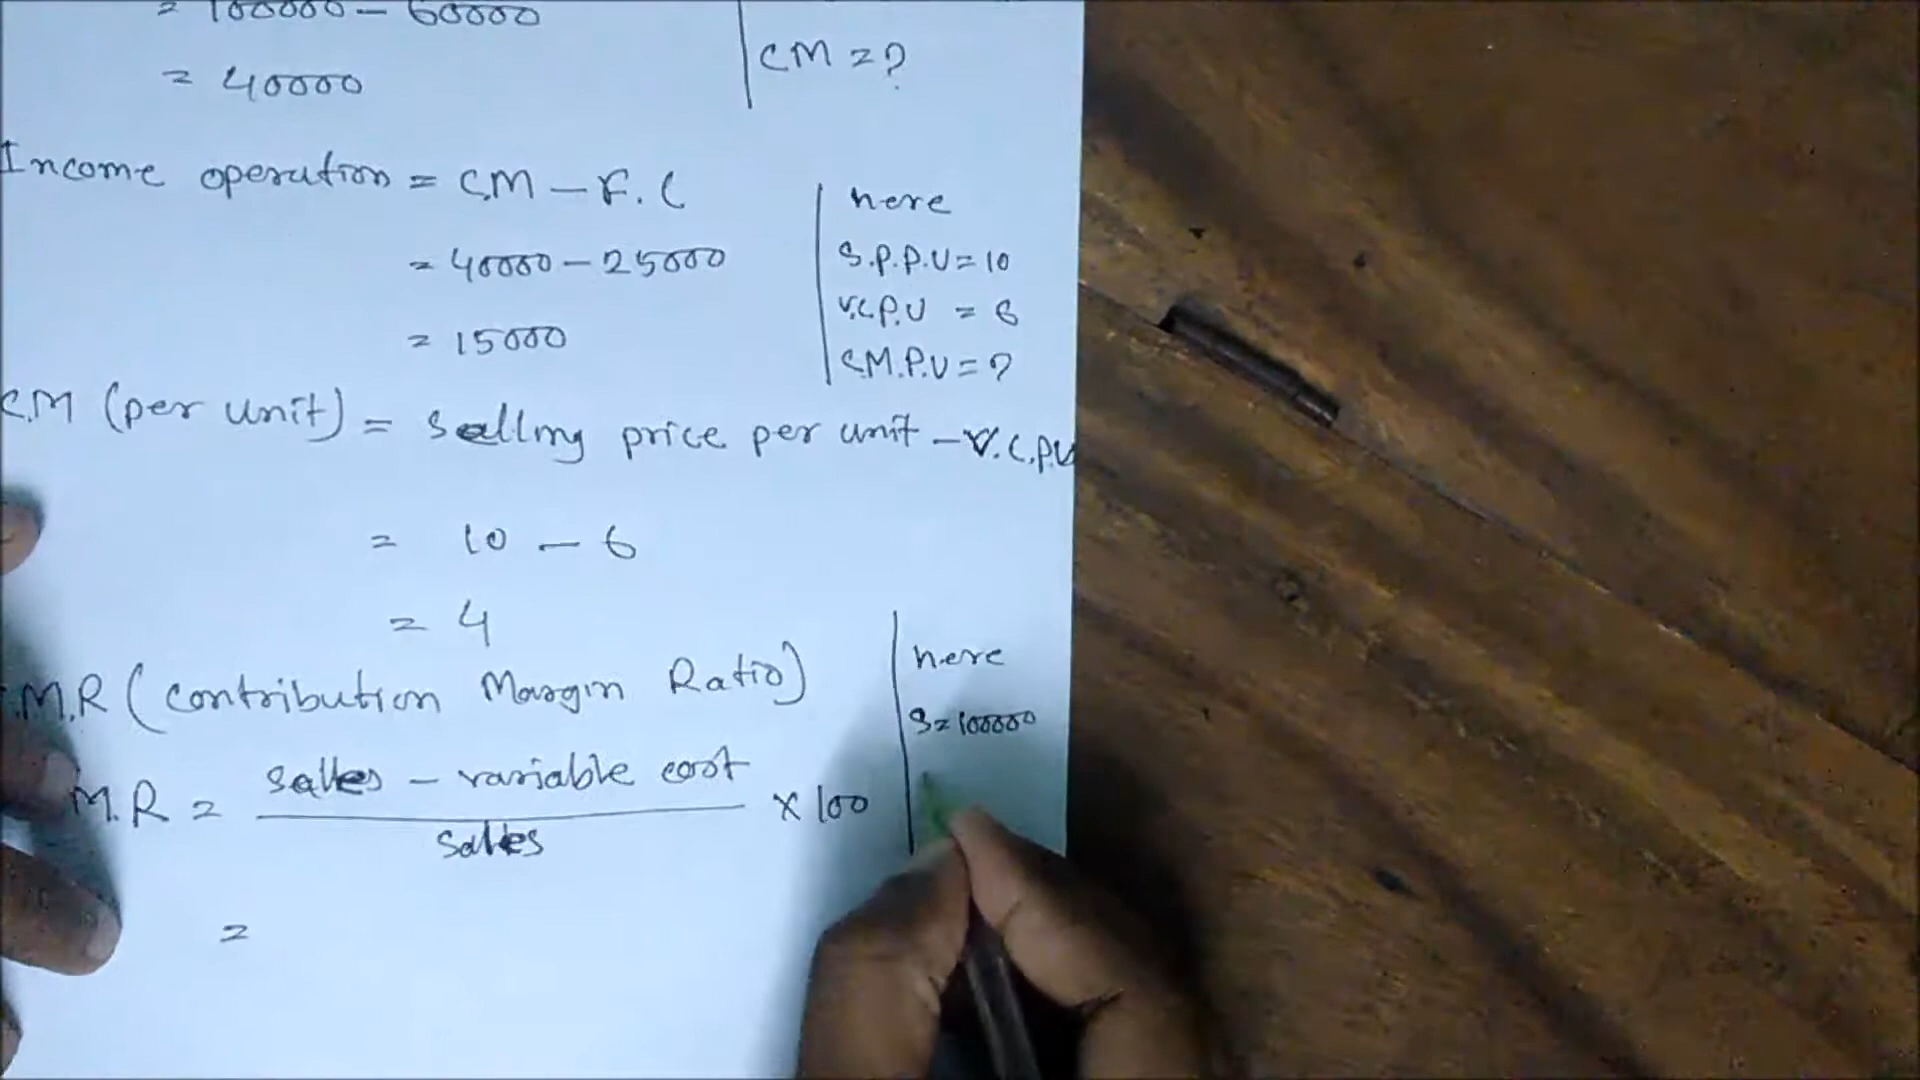 = 100000 - 60000
= 40000
CM = ?
Income operation = C.M - F.C
= 40000 - 25000
= 15000
here
S.P.P.U = 10
V.C.P.U = 6
C.M.P.U = ?
C.M (per unit) = Selling price per unit - V.C.P.U
= 10 - 6
= 4
.M.R (Contribution Margin Ratio)
M.R = sales - variable cost
sales
× 100
=
here
S = 100000